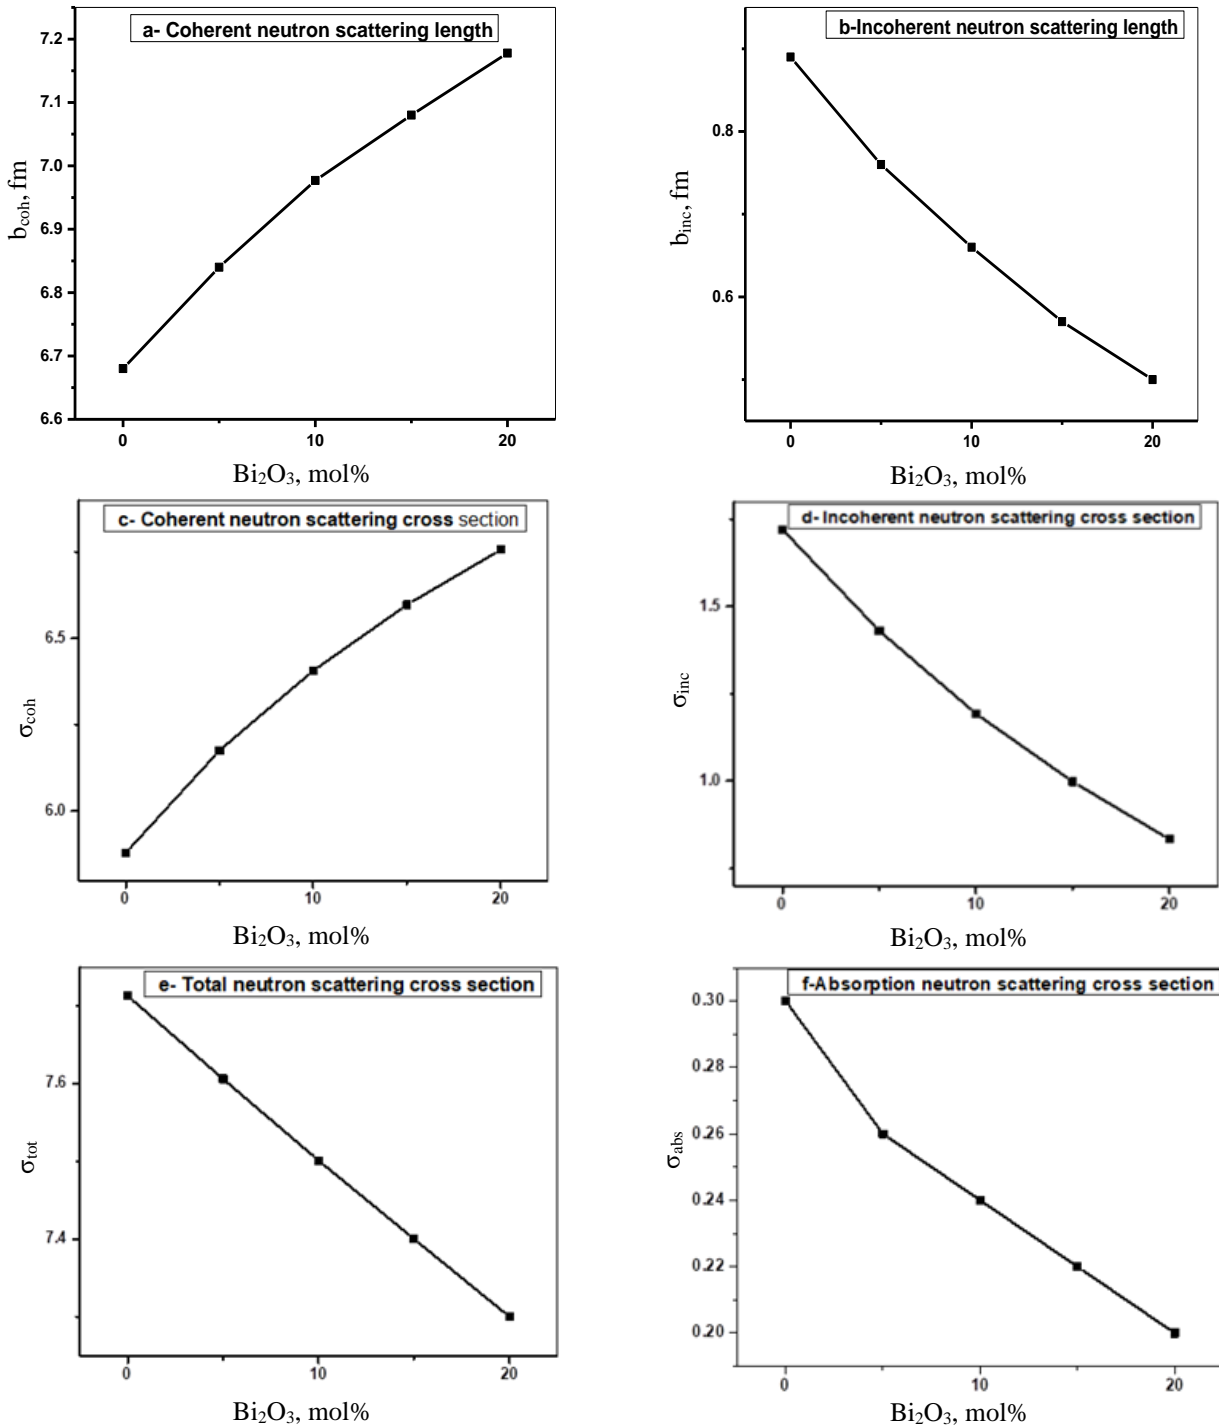 a- Coherent neutron scattering length
7.2
7.1
7.0
6.9
6.8
6.7
6.6
b_coh, fm
0
10
20
Bi₂O₃, mol%
b-Incoherent neutron scattering length
0.8
0.6
b_inc, fm
0
10
20
Bi₂O₃, mol%
c- Coherent neutron scattering cross section
6.5
6.0
σ_coh
0
10
20
Bi₂O₃, mol%
d- Incoherent neutron scattering cross section
1.5
1.0
σ_inc
0
10
20
Bi₂O₃, mol%
e- Total neutron scattering cross section
7.6
7.4
σ_tot
0
10
20
Bi₂O₃, mol%
f-Absorption neutron scattering cross section
0.30
0.28
0.26
0.24
0.22
0.20
σ_abs
0
10
20
Bi₂O₃, mol%